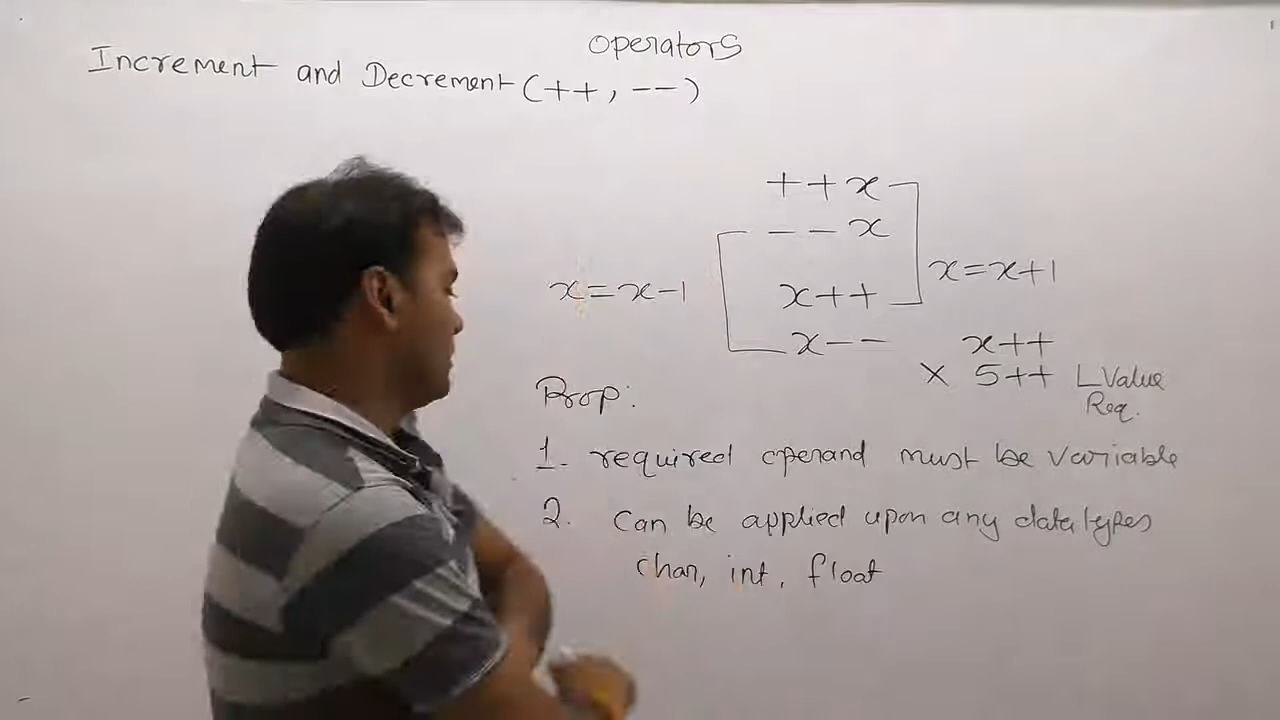 Operators
Increment and Decrement (++, --)
++x
--x
x=x-1
x++
x=x+1
x--
x++
× 5++ LValue
Req.
Prop:
1. required operand must be variable
2. Can be applied upon any datatypes
char, int, float